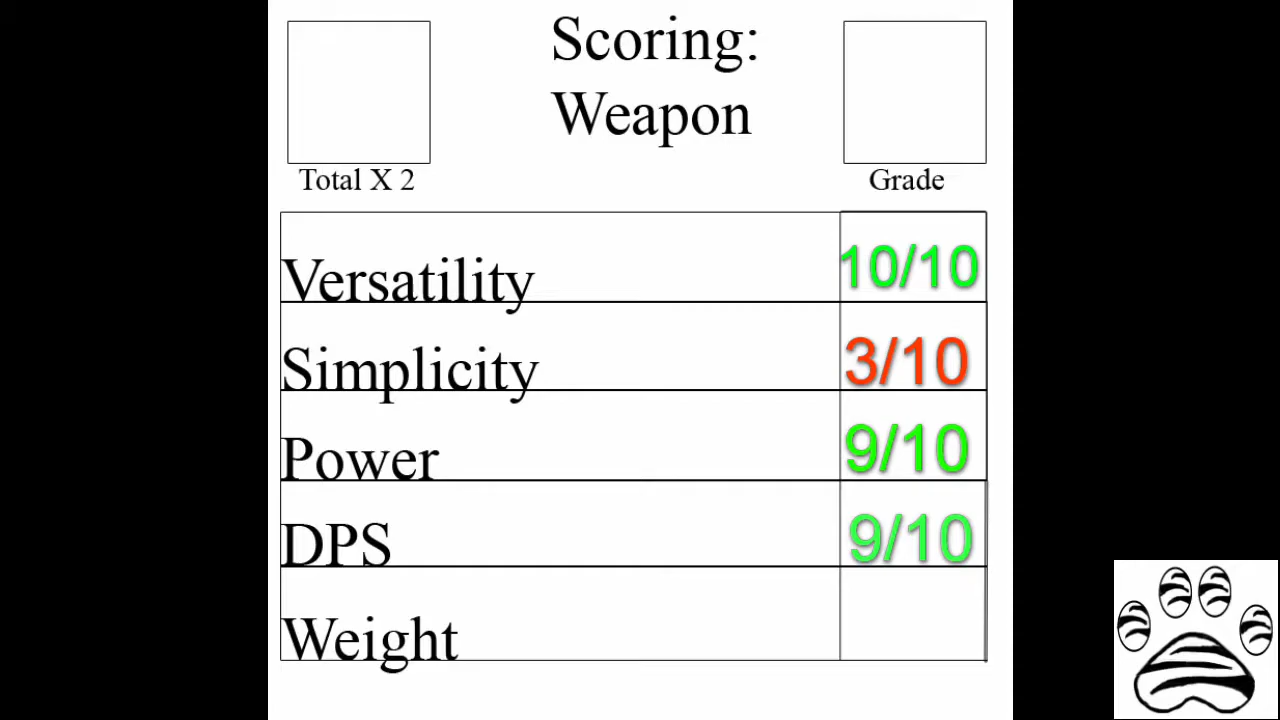 Scoring:
Weapon
Total X 2
Grade
Versatility 10/10
Simplicity 3/10
Power 9/10
DPS 9/10
Weight